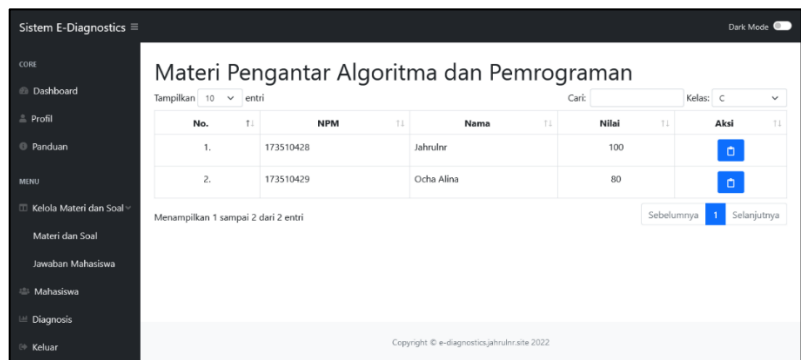 Sistem E-Diagnostics
Dark Mode
CORE
Dashboard
Profil
Panduan
MENU
Kelola Materi dan Soal
Materi dan Soal
Jawaban Mahasiswa
Mahasiswa
Diagnosis
Keluar
Materi Pengantar Algoritma dan Pemrograman
Tampilkan 10 entri Cari: Kelas: C
No. NPM Nama Nilai Aksi
1. 173510428 Jahrulnr 100
2. 173510429 Ocha Alina 80
Menampilkan 1 sampai 2 dari 2 entri Sebelumnya 1 Selanjutnya
Copyright © e-diagnostics.jahrulnr.site 2022